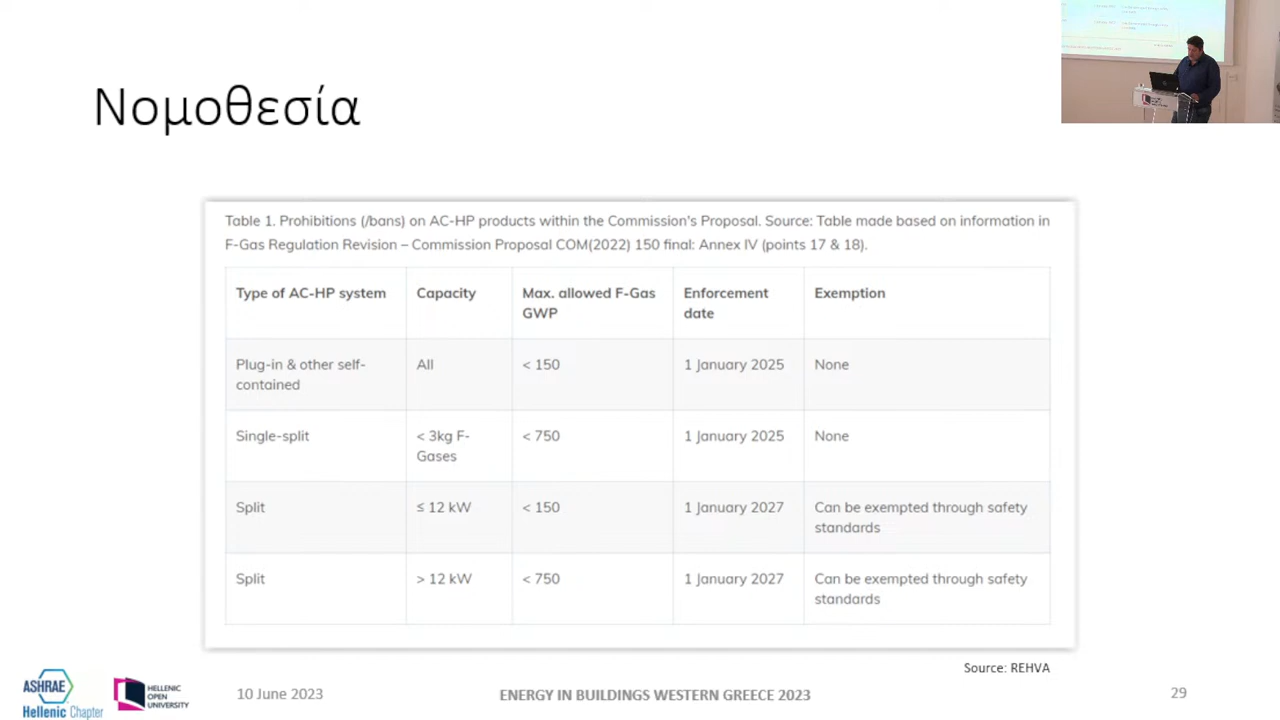 Νομοθεσία
Table 1. Prohibitions (/bans) on AC-HP products within the Commission's Proposal. Source: Table made based on information in
F-Gas Regulation Revision – Commission Proposal COM(2022) 150 final: Annex IV (points 17 & 18).
Type of AC-HP system Capacity Max. allowed F-Gas GWP Enforcement date Exemption
Plug-in & other self-contained All < 150 1 January 2025 None
Single-split < 3kg F-Gases < 750 1 January 2025 None
Split ≤ 12 kW < 150 1 January 2027 Can be exempted through safety standards
Split > 12 kW < 750 1 January 2027 Can be exempted through safety standards
Source: REHVA
ASHRAE
Hellenic Chapter
HELLENIC
OPEN
UNIVERSITY
10 June 2023
ENERGY IN BUILDINGS WESTERN GREECE 2023
29